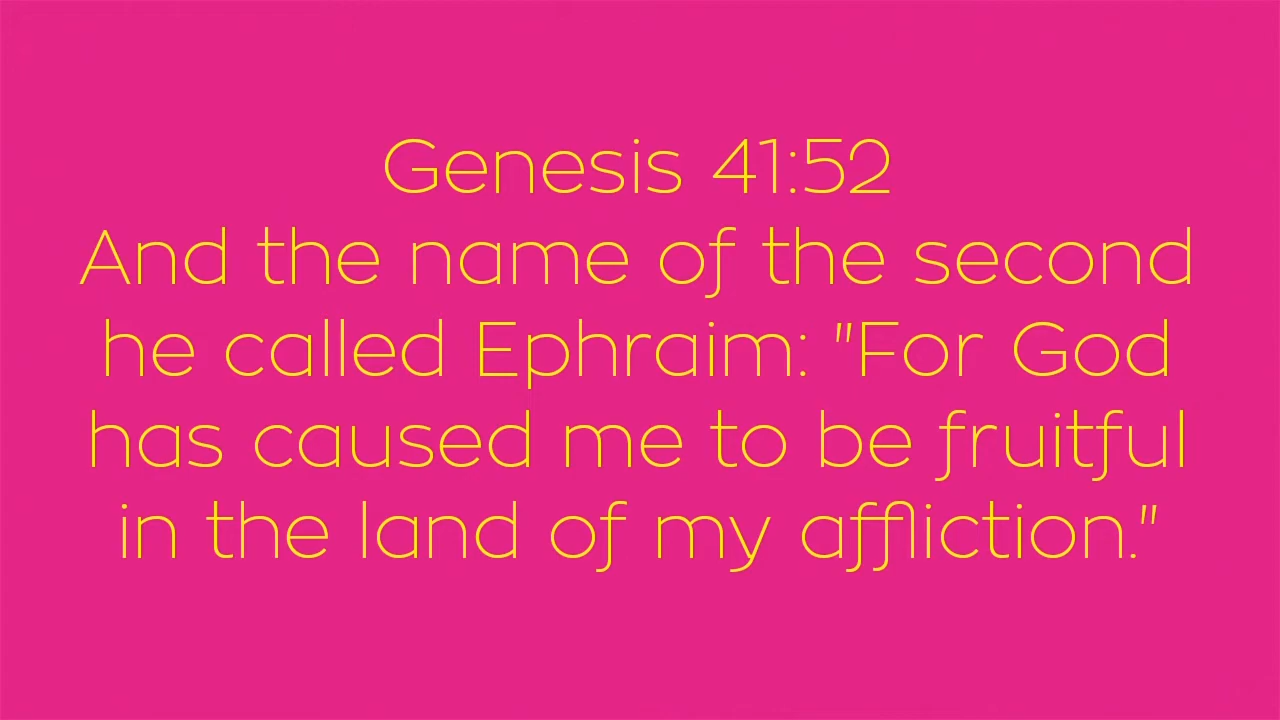 Genesis 41:52
And the name of the second
he called Ephraim: "For God
has caused me to be fruitful
in the land of my affliction."